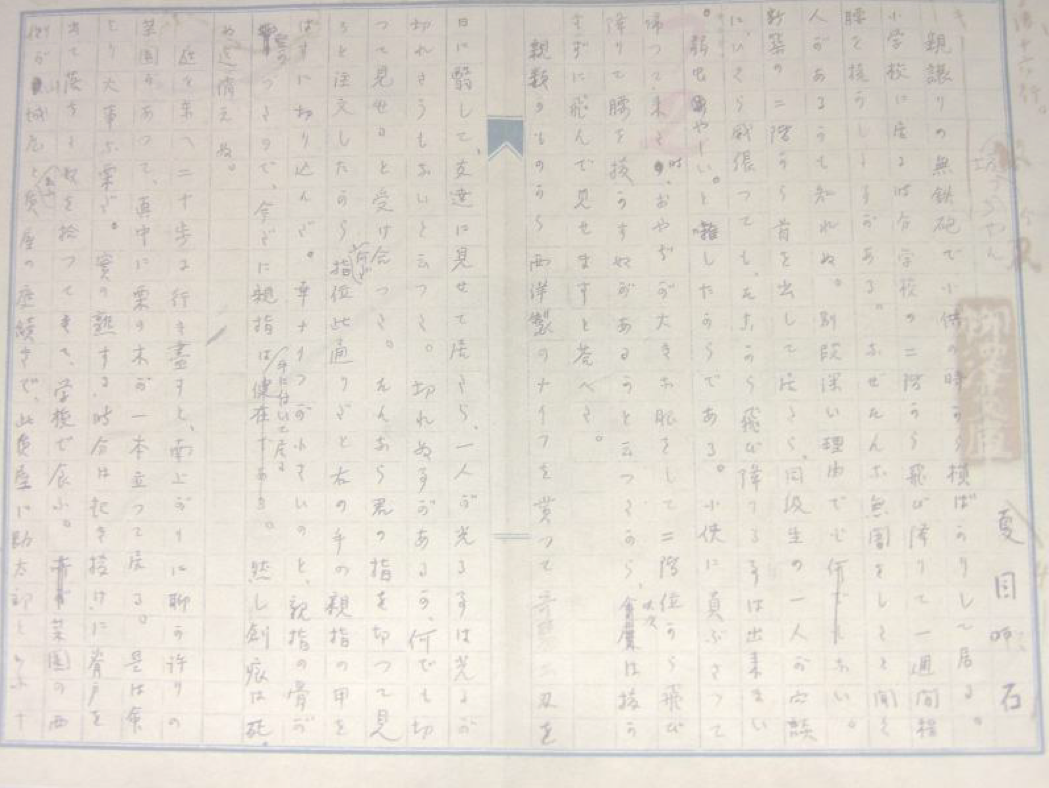 坊っちやん
夏目漱石
親譲りの無鉄砲で小供の時から損ばかりして居る。
小学校に居る時分学校の二階から飛び降りて一週間程
腰を抜かした事がある。なぜそんな無闇をしたと聞く
人があるかも知れぬ。別段深い理由でも何でもない。
新築の二階から首を出して居たら、同級生の一人が冗談
に、いくら威張つても、そこから飛び降りる事は出来まい
。弱虫やーい。と囃したからである。小使に負ぶさつて
帰つて来た時、おやぢが大きな眼をして二階位から飛び
降りて腰を抜かす奴があるかと云つたから、此次は抜か
さずに飛んで見せますと答へた。
親類のものから西洋製のナイフを貰つて奇麗な刃を
日に翳して、友達に見せて居たら、一人が光る事は光るが
切れさうもないと云つた。切れぬ事があるか、何でも切
つて見せると受け合つた。そんなら君の指を切つて見
ろと注文したから、何だ指位此通りだと右の手の親指の甲を
はすに切り込んだ。幸ナイフが小さいのと、親指の骨が
堅かつたので、今だに親指は手に付いて居る。然し創痕は死
ぬ迄消えぬ。
庭を東へ二十歩に行き尽すと、南上がりに聊か許りの
菜園があつて、真中に栗の木が一本立つて居る。是は命
より大事な栗だ。実の熟する時分は起き抜けに脊戸を
出て落ちた奴を拾つてきて、学校で食ふ。菜園の西
側が山城屋と云ふ質屋の庭続きで、此質屋に勘太郎といふ十